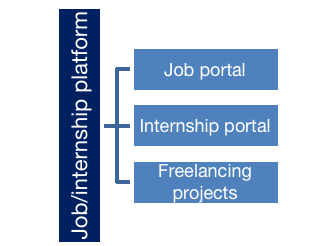 Job/internship platform
Job portal
Internship portal
Freelancing
projects